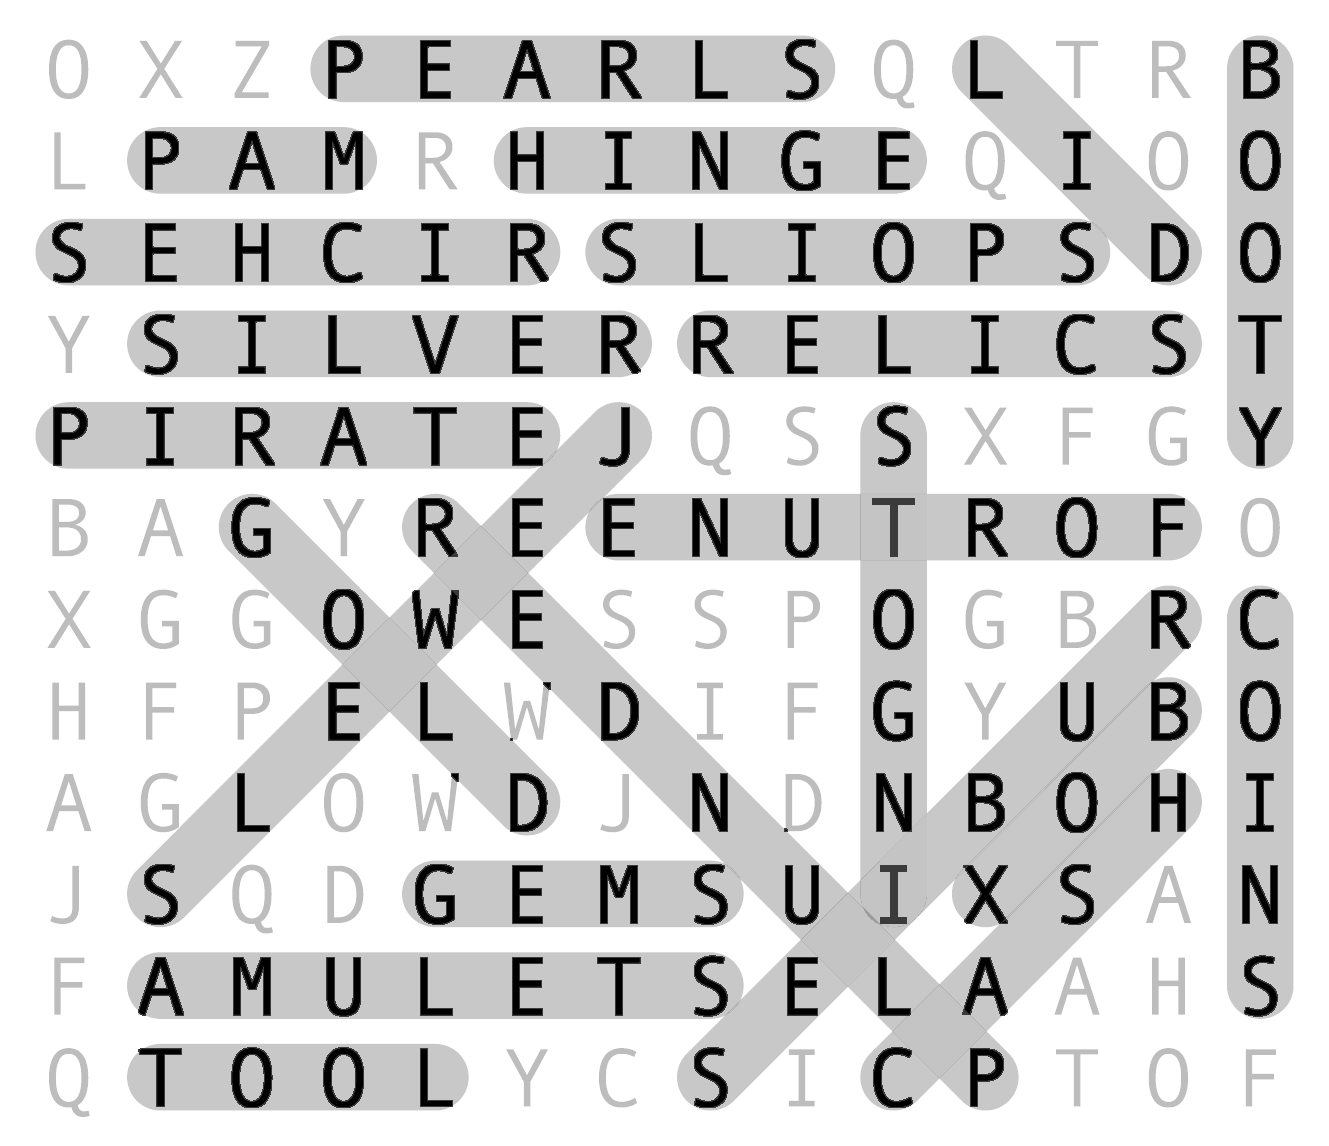 O X Z P E A R L S Q L T R B
L P A M R H I N G E Q I O O
S E H C I R S L I O P S D O
Y S I L V E R R E L I C S T
P I R A T E J Q S S X F G Y
B A G Y R E E N U T R O F O
X G G O W E S S P O G B R C
H F P E L W D I F G Y U B O
A G L O W D J N D N B O H I
J S Q D G E M S U I X S A N
F A M U L E T S E L A A H S
Q T O O L Y C S I C P T O F